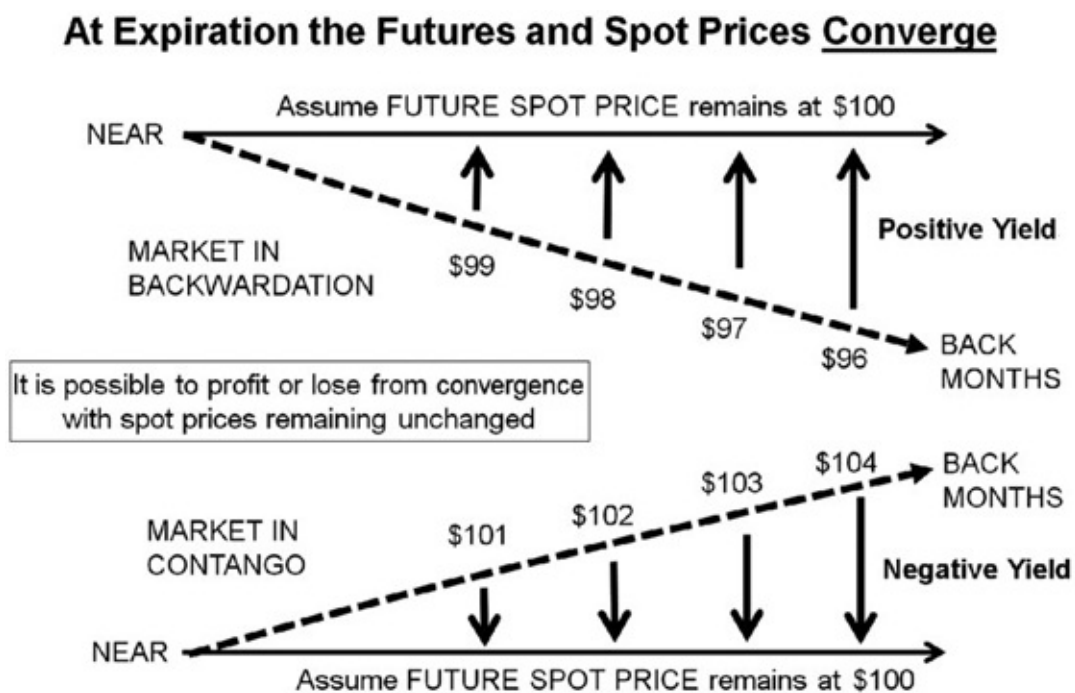 At Expiration the Futures and Spot Prices Converge
Assume FUTURE SPOT PRICE remains at $100
NEAR
Positive Yield
MARKET IN
BACKWARDATION
$99
$98
$97
$96
BACK
MONTHS
It is possible to profit or lose from convergence
with spot prices remaining unchanged
BACK
MONTHS
$104
$103
$102
$101
MARKET IN
CONTANGO
Negative Yield
NEAR
Assume FUTURE SPOT PRICE remains at $100